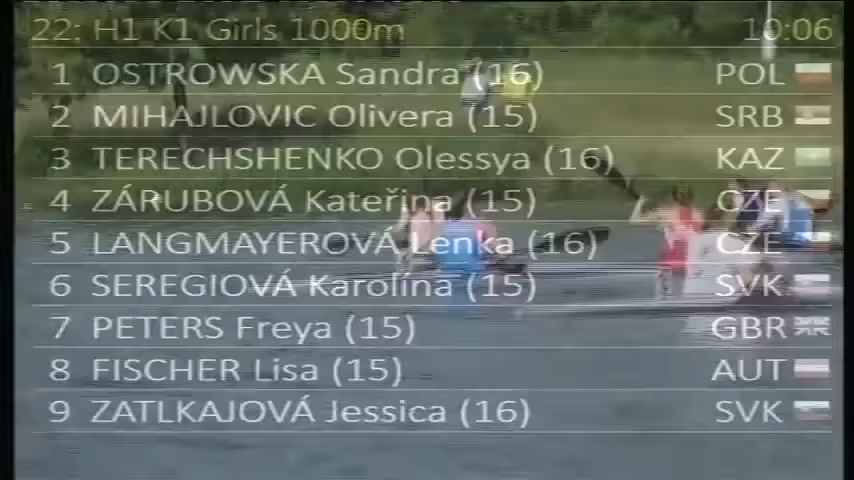 22: H1 K1 Girls 1000m 10:06
1 OSTROWSKA Sandra (16) POL
2 MIHAJLOVIC Olivera (15) SRB
3 TERECHSHENKO Olessya (16) KAZ
4 ZÁRUBOVÁ Kateřina (15) CZE
5 LANGMAYEROVÁ Lenka (16) CZE
6 SEREGIOVÁ Karolína (15) SVK
7 PETERS Freya (15) GBR
8 FISCHER Lisa (15) AUT
9 ZATLKAJOVÁ Jessica (16) SVK